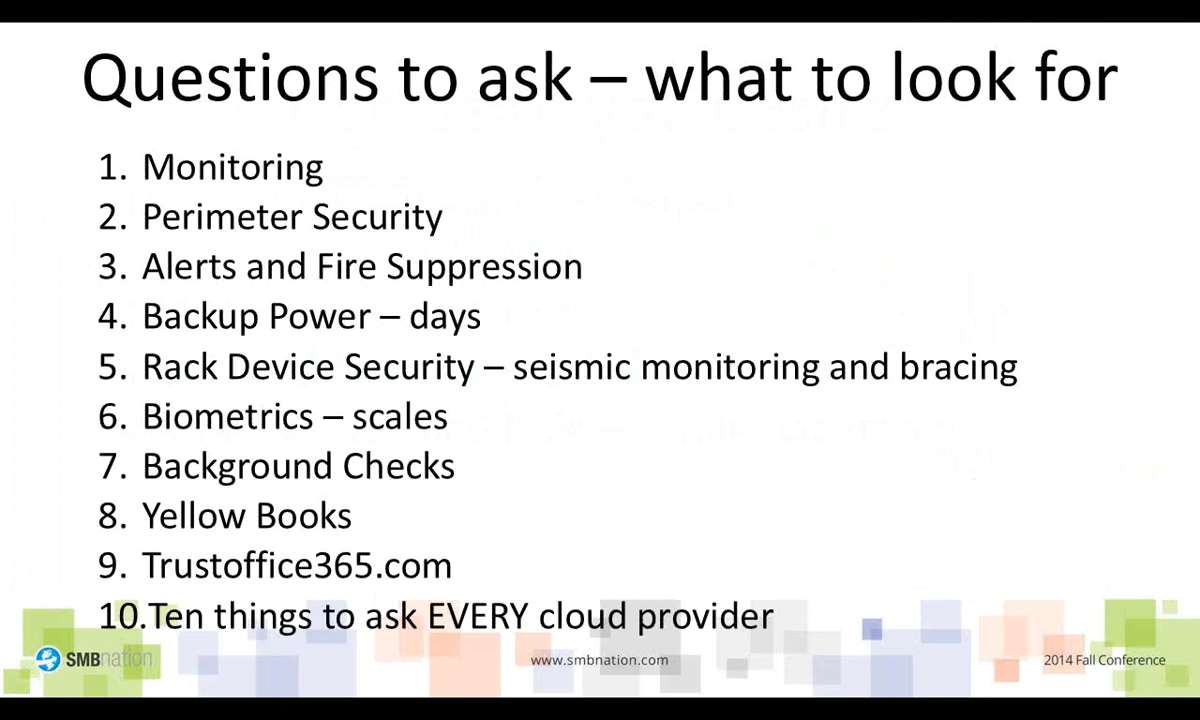 Questions to ask – what to look for
1. Monitoring
2. Perimeter Security
3. Alerts and Fire Suppression
4. Backup Power – days
5. Rack Device Security – seismic monitoring and bracing
6. Biometrics – scales
7. Background Checks
8. Yellow Books
9. Trustoffice365.com
10.Ten things to ask EVERY cloud provider
SMBnation
www.smbnation.com
2014 Fall Conference